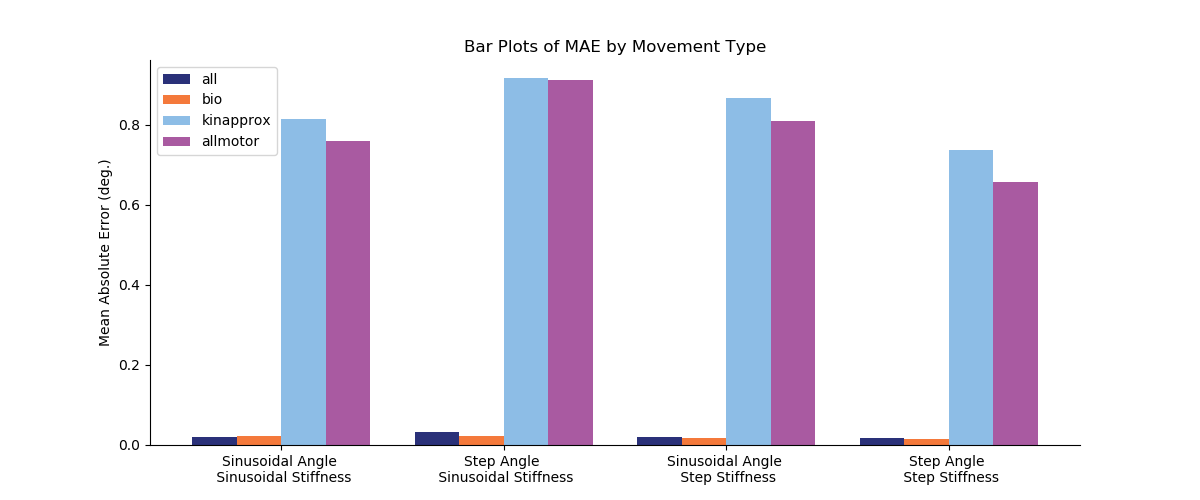 Bar Plots of MAE by Movement Type
all
bio
kinapprox
allmotor
Mean Absolute Error (deg.)
0.8
0.6
0.4
0.2
0.0
Sinusoidal Angle
Sinusoidal Stiffness
Step Angle
Sinusoidal Stiffness
Sinusoidal Angle
Step Stiffness
Step Angle
Step Stiffness